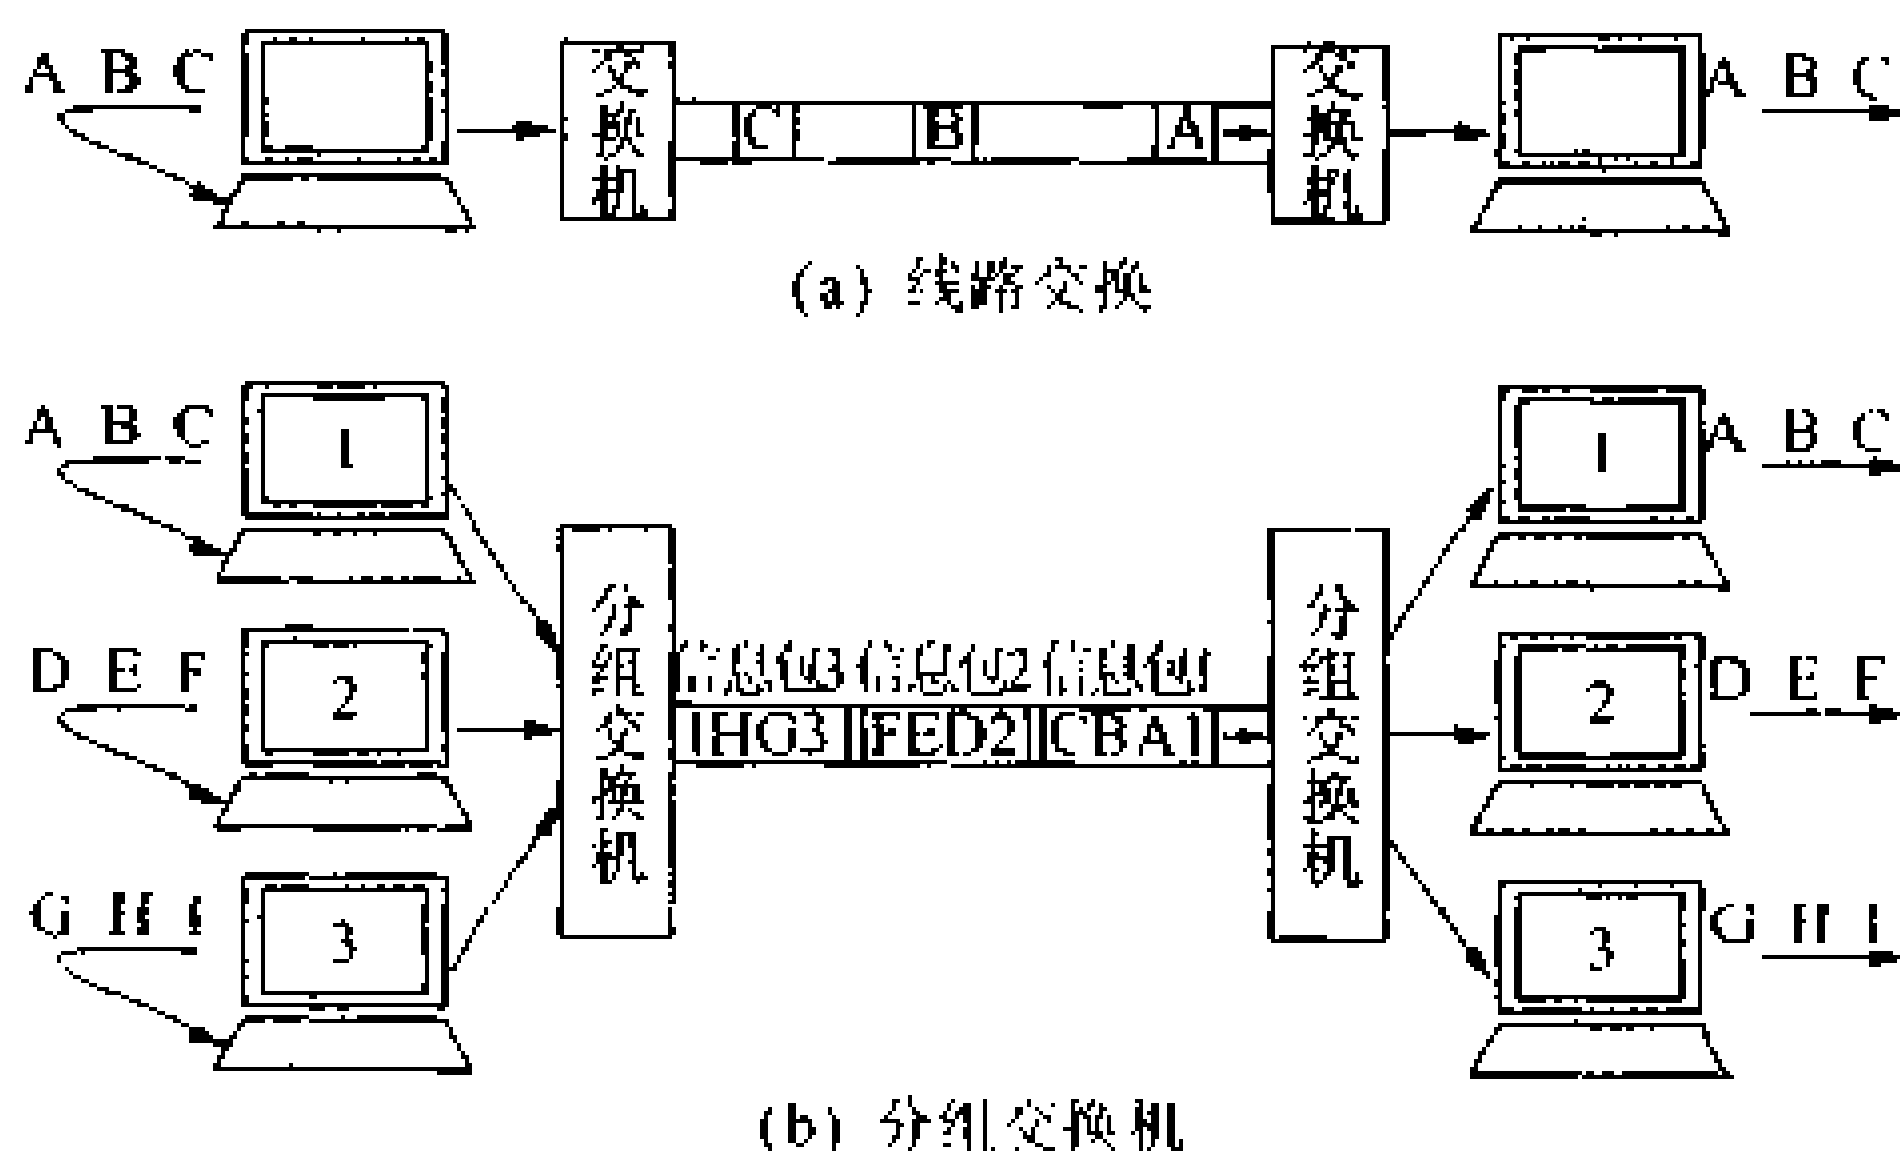 A B C
交换机
C B A
交换机
A B C
(a) 线路交换
A B C
1
1
A B C
分组交换机
信息包3 信息包2 信息包1
IHG3 FED2 CBA1
分组交换机
D E F
2
2
D E F
G H I
3
3
G H I
(b) 分组交换机